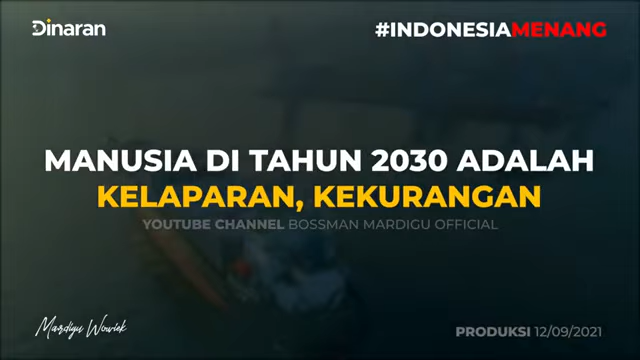 Dinaran
#INDONESIAMENANG
MANUSIA DI TAHUN 2030 ADALAH
KELAPARAN, KEKURANGAN
YOUTUBE CHANNEL BOSSMAN MARDIGU OFFICIAL
Mardigu Wowiek
PRODUKSI 12/09/2021